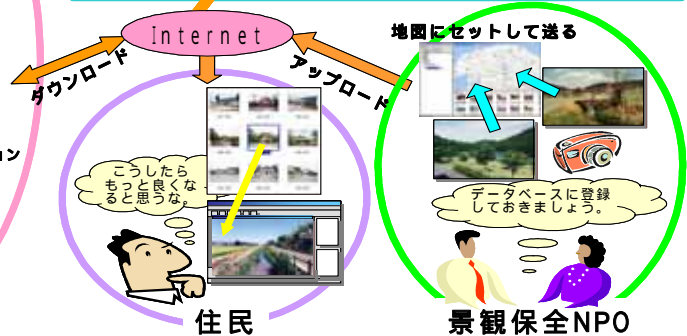 Internet
地図にセットして送る
ダウンロード
アップロード
ョン
こうしたら
もっと良くな
ると思うな。
データベースに登録
しておきましょう。
住民
景観保全NPO